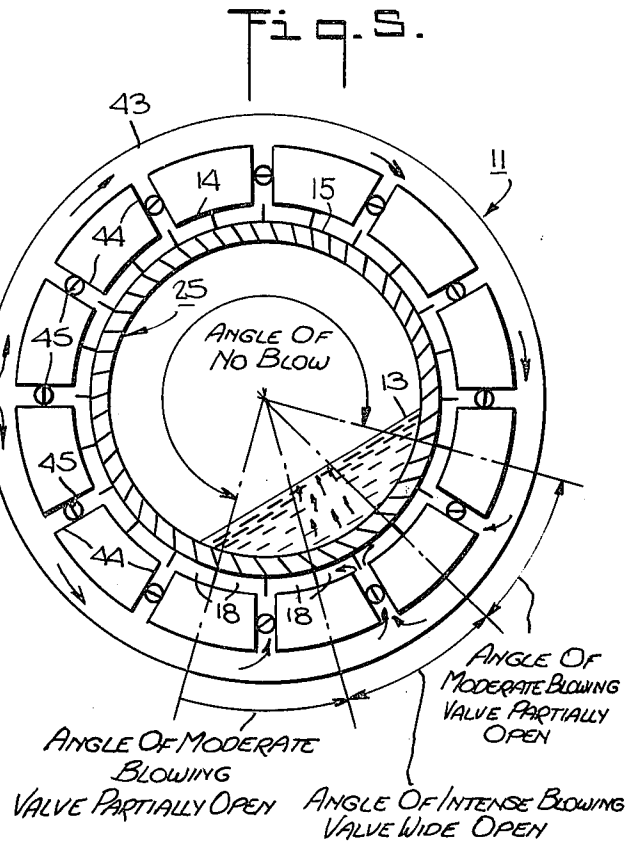 Fig.5.
43
11
14
15
44
25
45
ANGLE OF
NO BLOW
13
45
44
18
18
ANGLE OF
MODERATE BLOWING
VALVE PARTIALLY
OPEN
ANGLE OF MODERATE
BLOWING
VALVE PARTIALLY OPEN
ANGLE OF INTENSE BLOWING
VALVE WIDE OPEN